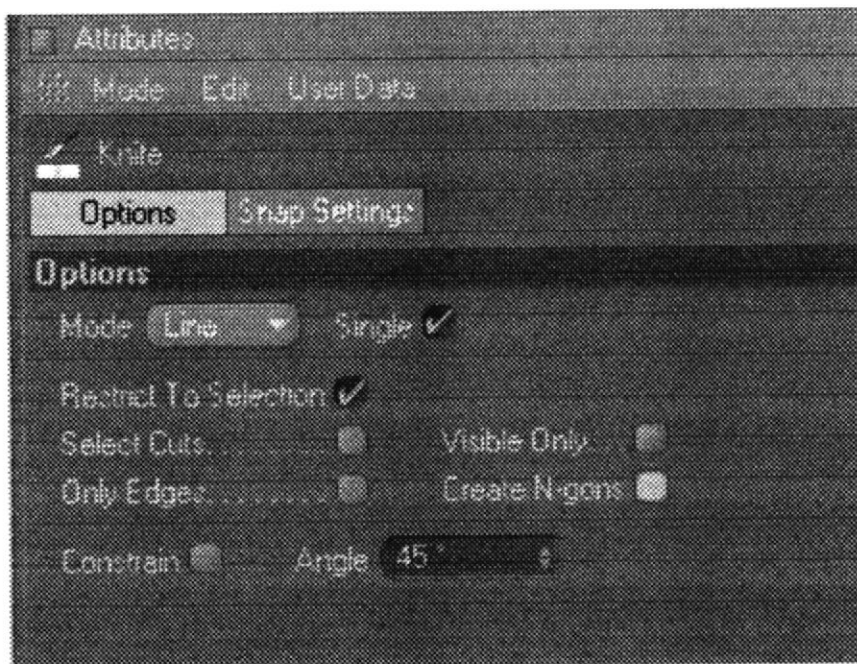 Attributes
Mode Edit User Data
Knife
Options Snap Settings
Options
Mode Line Single
Restrict To Selection
Select Cuts. Visible Only.
Only Edges. . . . . . . . . Create N-gons
Constrain Angle 45 °